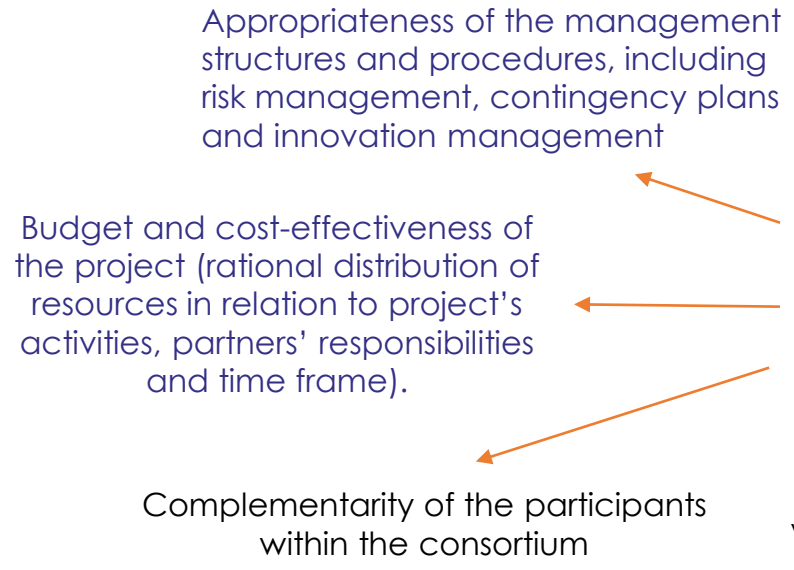 Appropriateness of the management
structures and procedures, including
risk management, contingency plans
and innovation management
Budget and cost-effectiveness of
the project (rational distribution of
resources in relation to project’s
activities, partners’ responsibilities
and time frame).
Complementarity of the participants
within the consortium